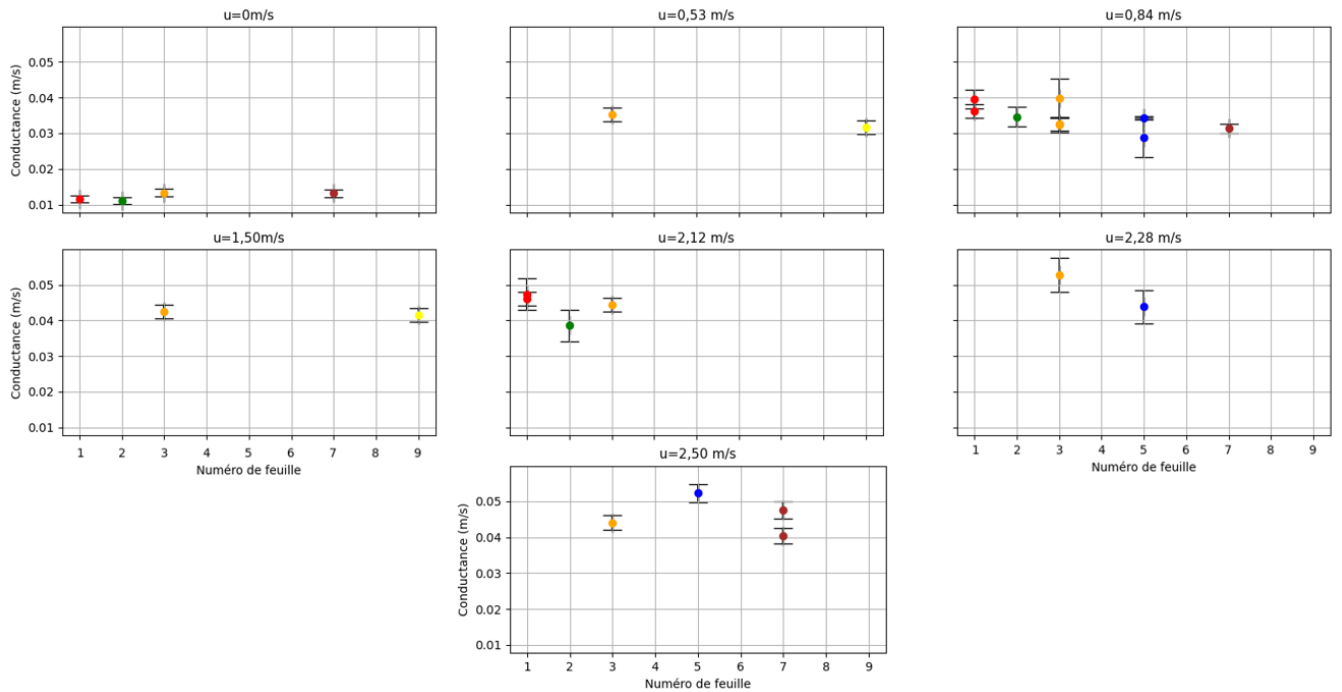 u=0m/s
u=0,53 m/s
u=0,84 m/s
Conductance (m/s)
0.05
0.04
0.03
0.02
0.01
u=1,50m/s
u=2,12 m/s
u=2,28 m/s
Conductance (m/s)
0.05
0.04
0.03
0.02
0.01
1 2 3 4 5 6 7 8 9
Numéro de feuille
1 2 3 4 5 6 7 8 9
Numéro de feuille
u=2,50 m/s
Conductance (m/s)
0.05
0.04
0.03
0.02
0.01
1 2 3 4 5 6 7 8 9
Numéro de feuille